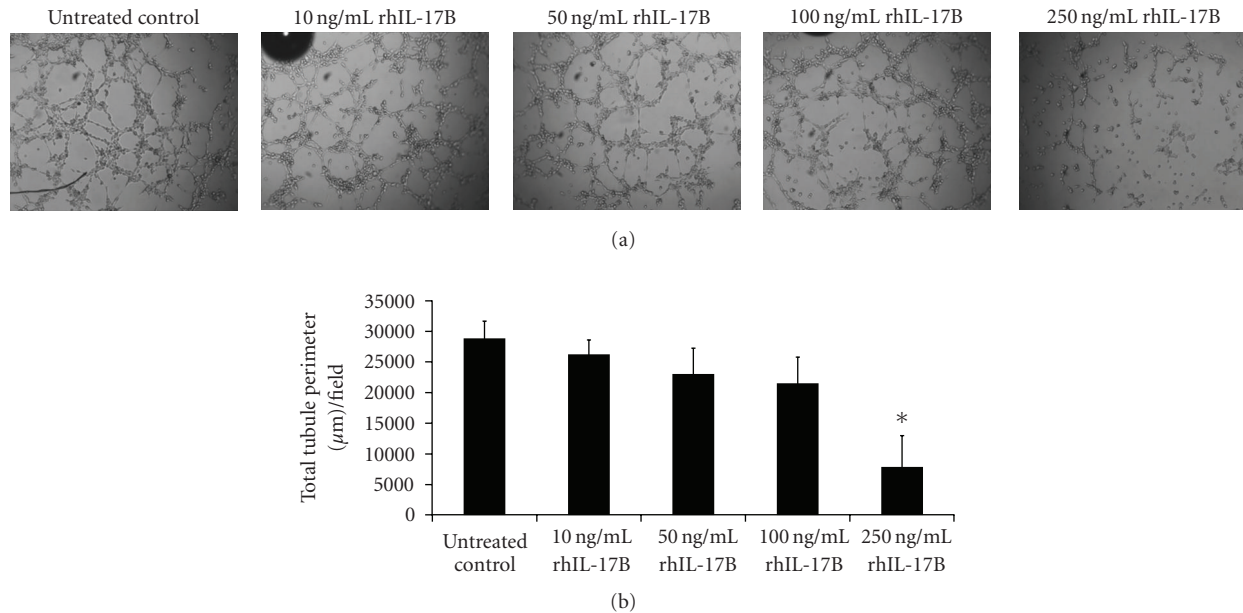 Untreated control
10 ng/mL rhIL-17B
50 ng/mL rhIL-17B
100 ng/mL rhIL-17B
250 ng/mL rhIL-17B
(a)
Total tubule perimeter
(μm)/field
35000
30000
25000
20000
15000
10000
5000
0
*
Untreated
control
10 ng/mL
rhIL-17B
50 ng/mL
rhIL-17B
100 ng/mL
rhIL-17B
250 ng/mL
rhIL-17B
(b)